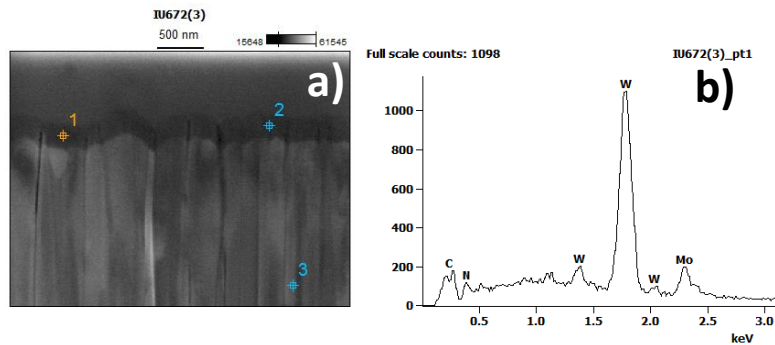 IU672(3)
500 nm
15648 61545
a)
1
2
3
Full scale counts: 1098
IU672(3)_pt1
b)
W
1000
800
600
400
200
0
C
N
W
W
Mo
0.5 1.0 1.5 2.0 2.5 3.0
keV